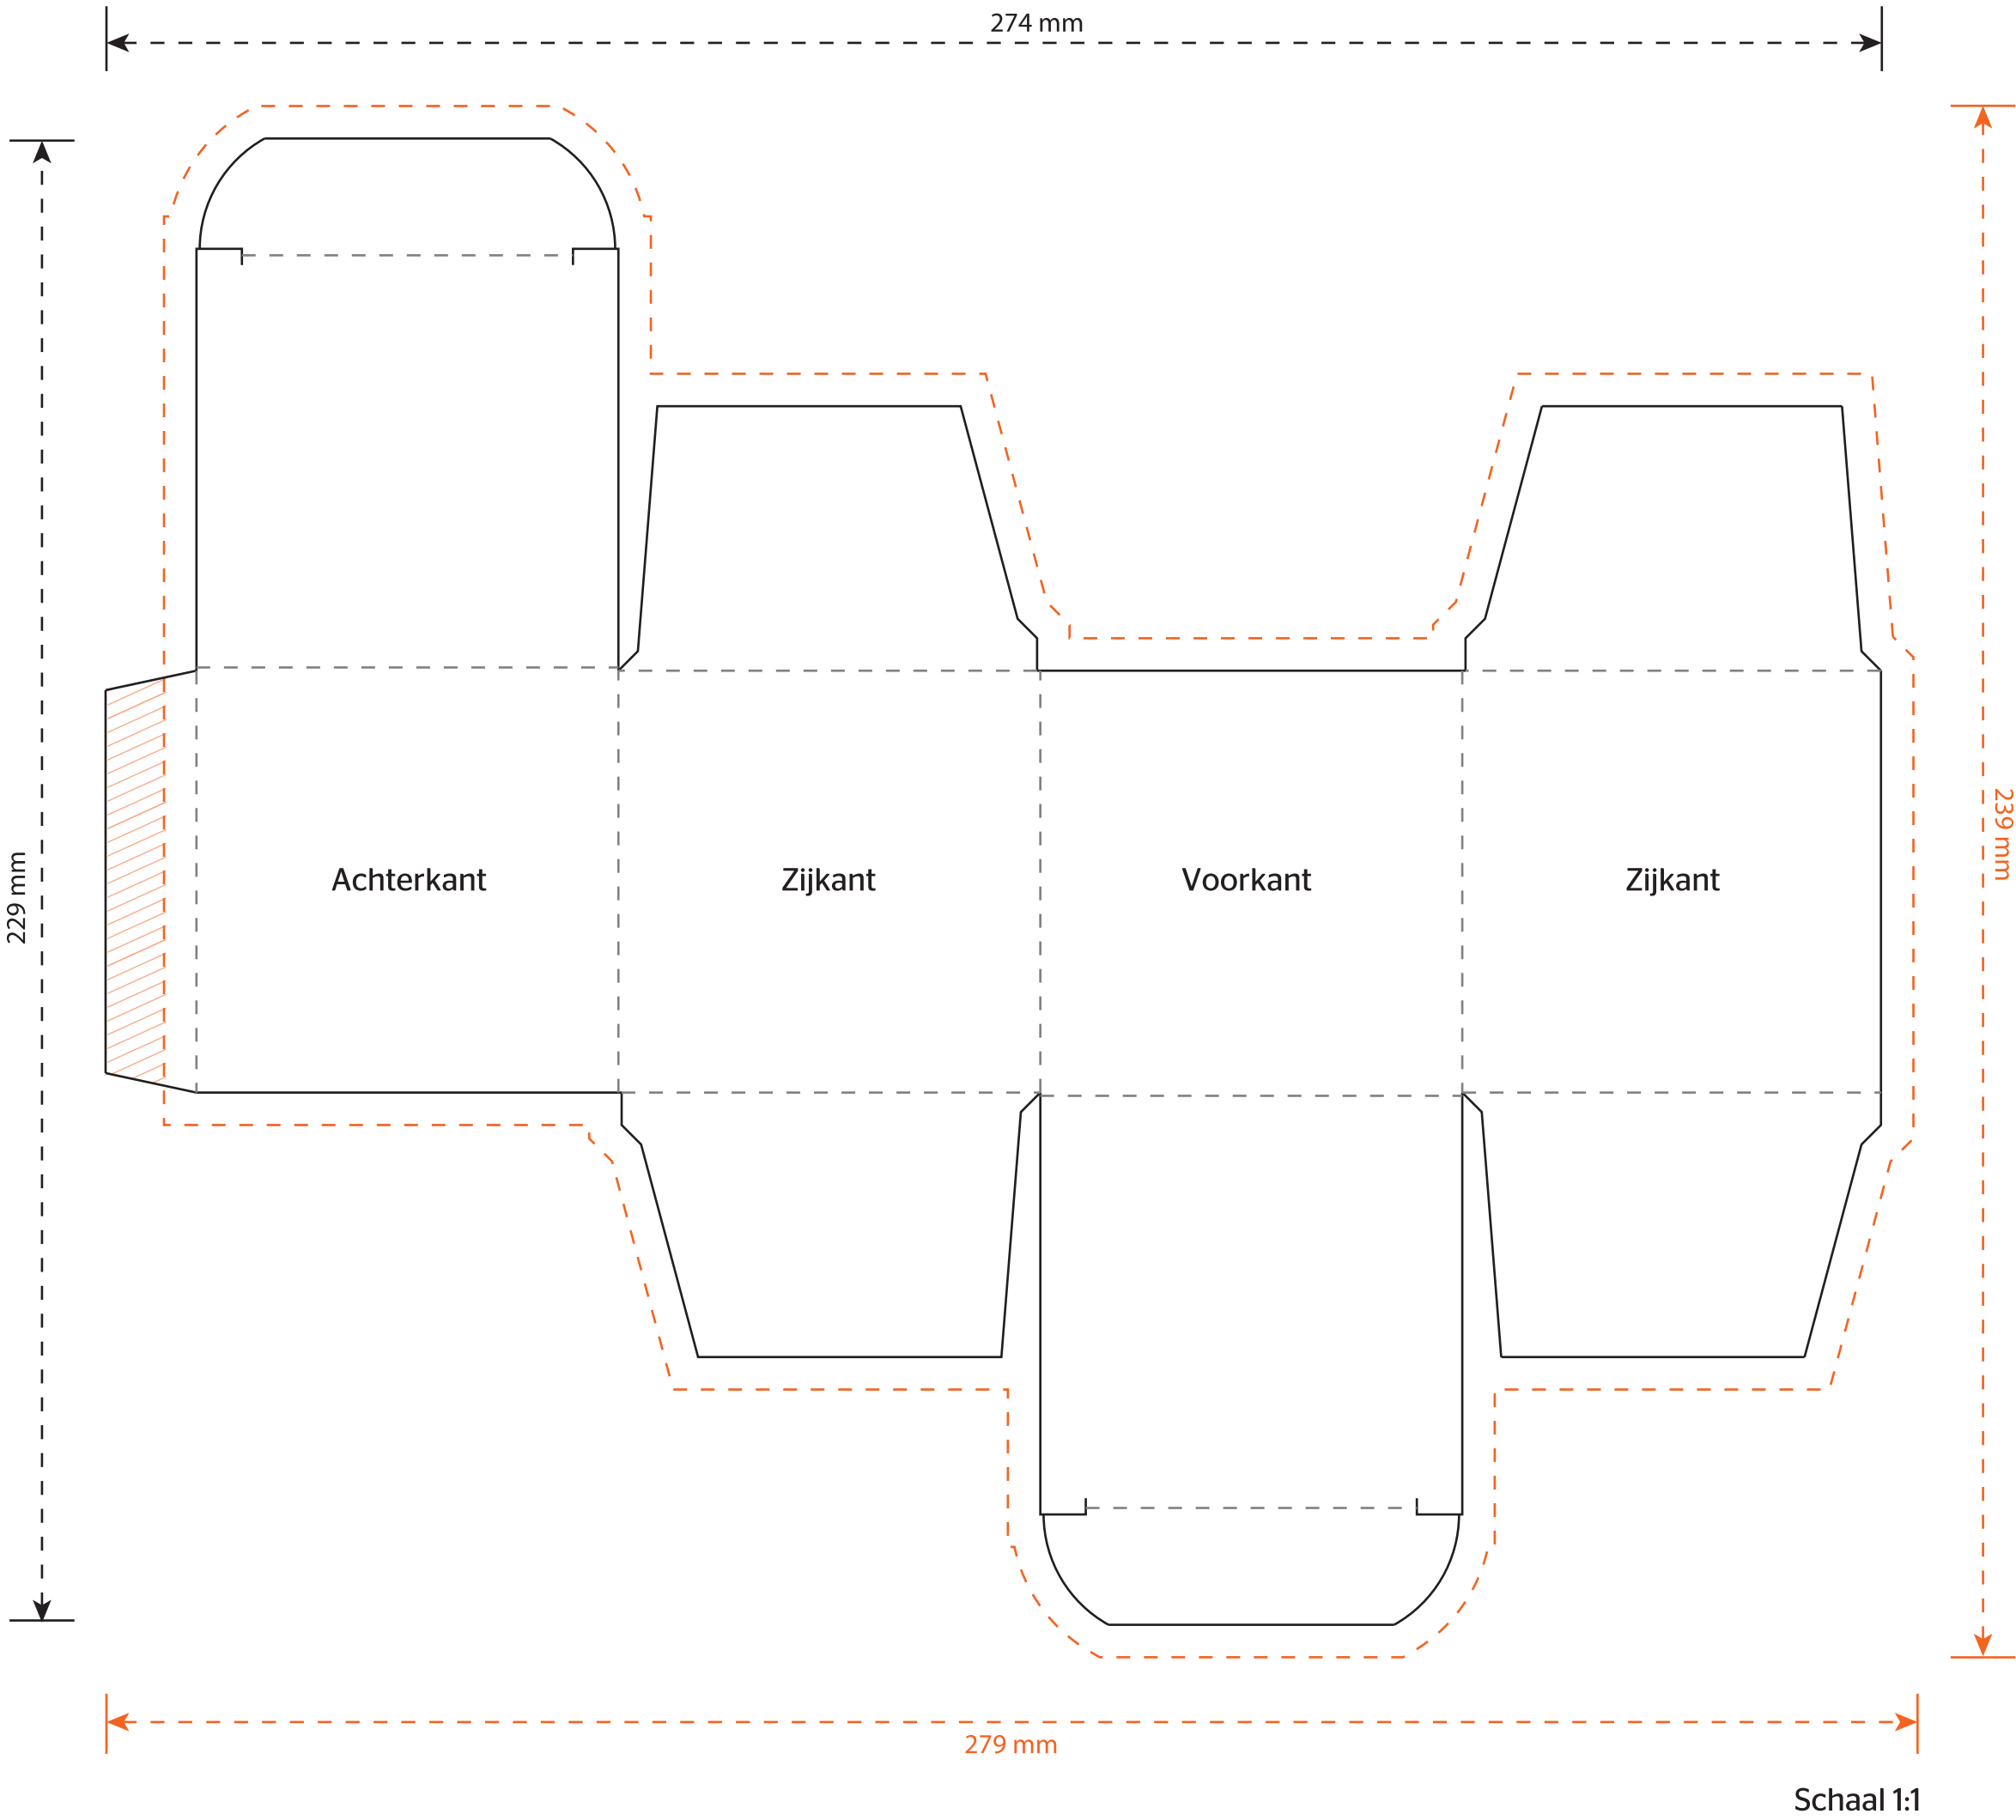 274 mm
229 mm
239 mm
Achterkant
Zijkant
Voorkant
Zijkant
279 mm
Schaal 1:1